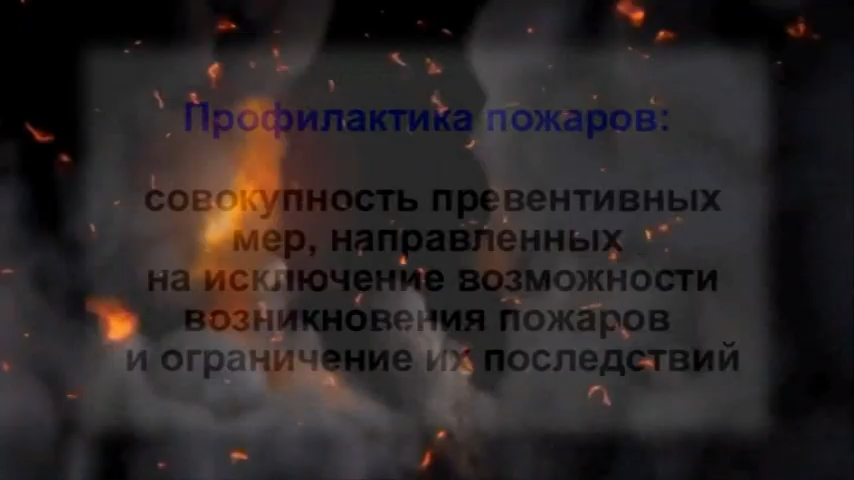 Профилактика пожаров:
совокупность превентивных
мер, направленных
на исключение возможности
возникновения пожаров
и ограничение их последствий